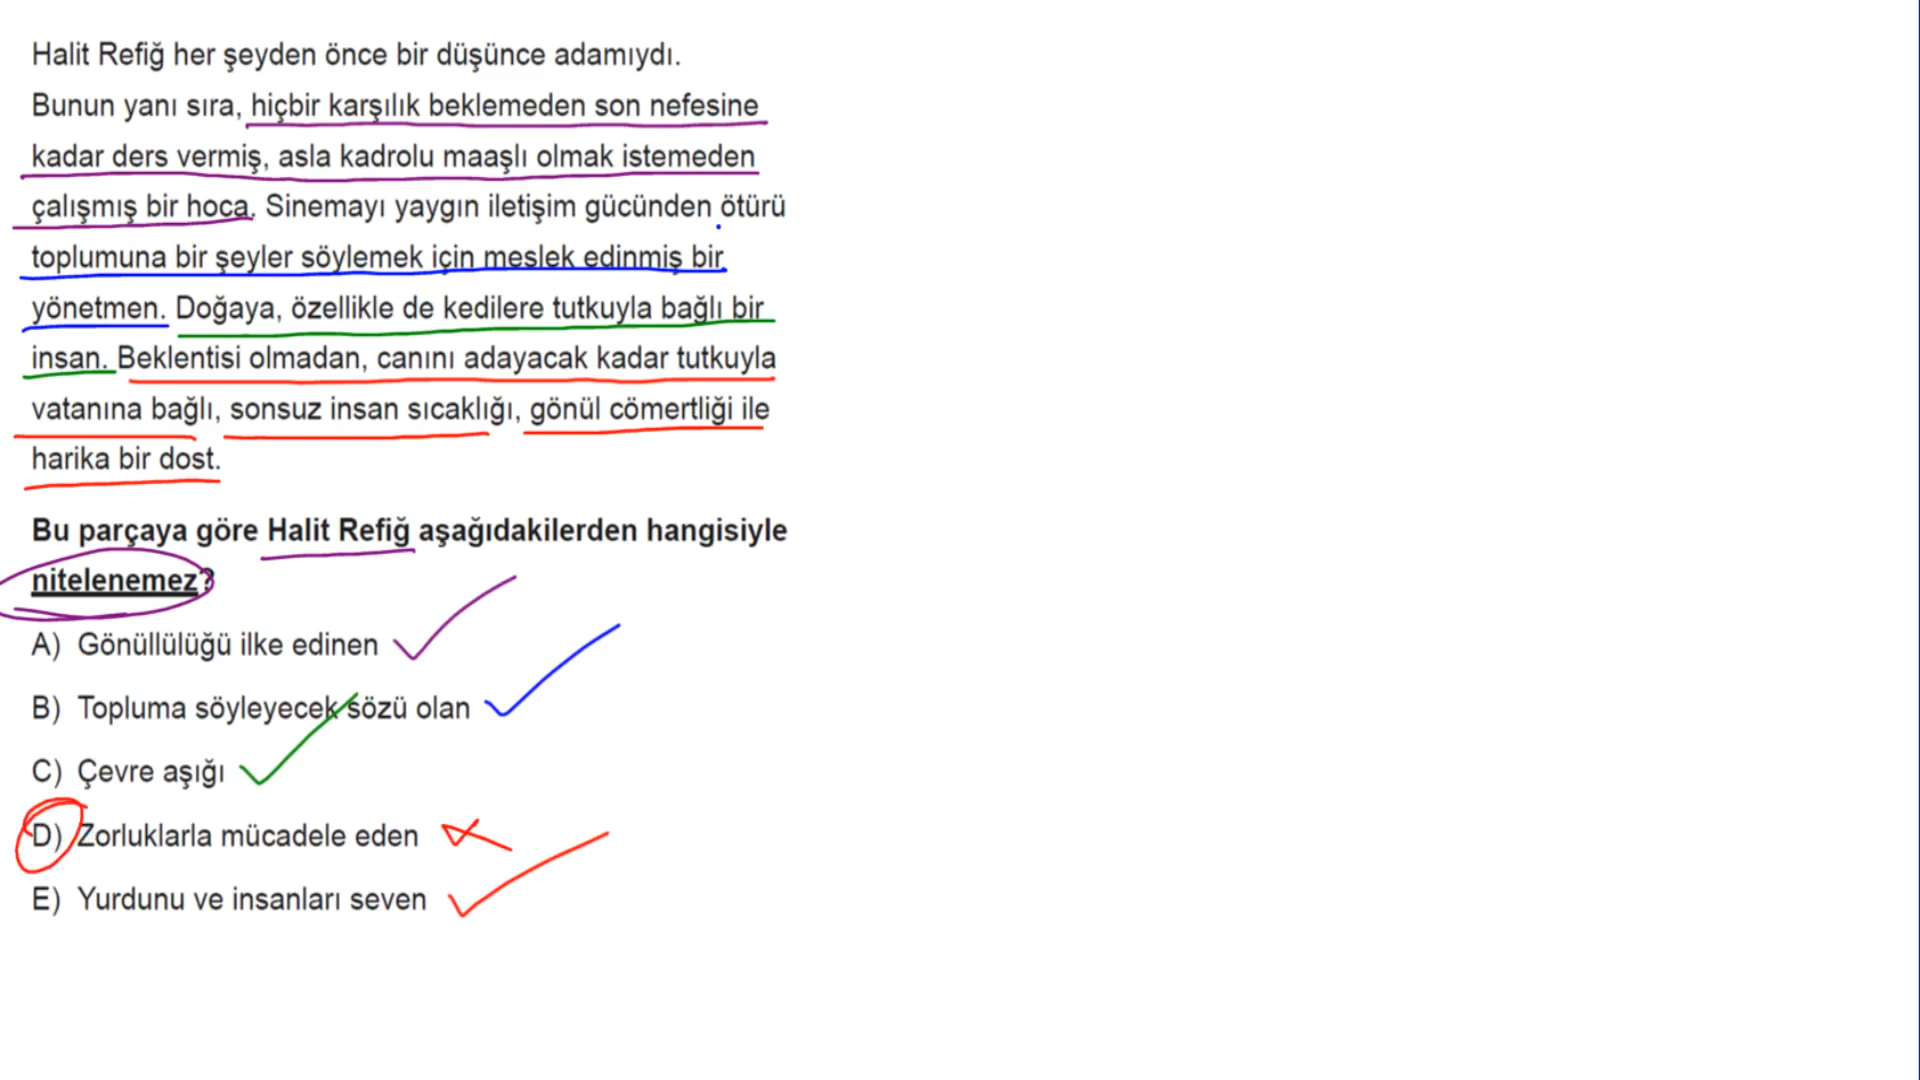 Halit Refiğ her şeyden önce bir düşünce adamıydı.
Bunun yanı sıra, hiçbir karşılık beklemeden son nefesine
kadar ders vermiş, asla kadrolu maaşlı olmak istemeden
çalışmış bir hoca. Sinemayı yaygın iletişim gücünden ötürü
toplumuna bir şeyler söylemek için meslek edinmiş bir
yönetmen. Doğaya, özellikle de kedilere tutkuyla bağlı bir
insan. Beklentisi olmadan, canını adayacak kadar tutkuyla
vatanına bağlı, sonsuz insan sıcaklığı, gönül cömertliği ile
harika bir dost.
Bu parçaya göre Halit Refiğ aşağıdakilerden hangisiyle
nitelenemez?
A) Gönüllülüğü ilke edinen
B) Topluma söyleyecek sözü olan
C) Çevre aşığı
D) Zorluklarla mücadele eden
E) Yurdunu ve insanları seven